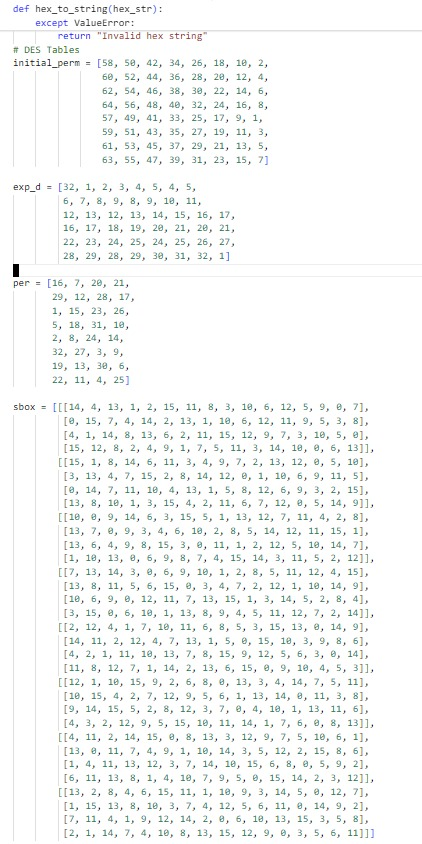 def hex_to_string(hex_str):
except ValueError:
return "Invalid hex string"
# DES Tables
initial_perm = [58, 50, 42, 34, 26, 18, 10, 2,
60, 52, 44, 36, 28, 20, 12, 4,
62, 54, 46, 38, 30, 22, 14, 6,
64, 56, 48, 40, 32, 24, 16, 8,
57, 49, 41, 33, 25, 17, 9, 1,
59, 51, 43, 35, 27, 19, 11, 3,
61, 53, 45, 37, 29, 21, 13, 5,
63, 55, 47, 39, 31, 23, 15, 7]
exp_d = [32, 1, 2, 3, 4, 5, 4, 5,
6, 7, 8, 9, 8, 9, 10, 11,
12, 13, 12, 13, 14, 15, 16, 17,
16, 17, 18, 19, 20, 21, 20, 21,
22, 23, 24, 25, 24, 25, 26, 27,
28, 29, 28, 29, 30, 31, 32, 1]
per = [16, 7, 20, 21,
29, 12, 28, 17,
1, 15, 23, 26,
5, 18, 31, 10,
2, 8, 24, 14,
32, 27, 3, 9,
19, 13, 30, 6,
22, 11, 4, 25]
sbox = [[[14, 4, 13, 1, 2, 15, 11, 8, 3, 10, 6, 12, 5, 9, 0, 7],
[0, 15, 7, 4, 14, 2, 13, 1, 10, 6, 12, 11, 9, 5, 3, 8],
[4, 1, 14, 8, 13, 6, 2, 11, 15, 12, 9, 7, 3, 10, 5, 0],
[15, 12, 8, 2, 4, 9, 1, 7, 5, 11, 3, 14, 10, 0, 6, 13]],
[[15, 1, 8, 14, 6, 11, 3, 4, 9, 7, 2, 13, 12, 0, 5, 10],
[3, 13, 4, 7, 15, 2, 8, 14, 12, 0, 1, 10, 6, 9, 11, 5],
[0, 14, 7, 11, 10, 4, 13, 1, 5, 8, 12, 6, 9, 3, 2, 15],
[13, 8, 10, 1, 3, 15, 4, 2, 11, 6, 7, 12, 0, 5, 14, 9]],
[[10, 0, 9, 14, 6, 3, 15, 5, 1, 13, 12, 7, 11, 4, 2, 8],
[13, 7, 0, 9, 3, 4, 6, 10, 2, 8, 5, 14, 12, 11, 15, 1],
[13, 6, 4, 9, 8, 15, 3, 0, 11, 1, 2, 12, 5, 10, 14, 7],
[1, 10, 13, 0, 6, 9, 8, 7, 4, 15, 14, 3, 11, 5, 2, 12]],
[[7, 13, 14, 3, 0, 6, 9, 10, 1, 2, 8, 5, 11, 12, 4, 15],
[13, 8, 11, 5, 6, 15, 0, 3, 4, 7, 2, 12, 1, 10, 14, 9],
[10, 6, 9, 0, 12, 11, 7, 13, 15, 1, 3, 14, 5, 2, 8, 4],
[3, 15, 0, 6, 10, 1, 13, 8, 9, 4, 5, 11, 12, 7, 2, 14]],
[[2, 12, 4, 1, 7, 10, 11, 6, 8, 5, 3, 15, 13, 0, 14, 9],
[14, 11, 2, 12, 4, 7, 13, 1, 5, 0, 15, 10, 3, 9, 8, 6],
[4, 2, 1, 11, 10, 13, 7, 8, 15, 9, 12, 5, 6, 3, 0, 14],
[11, 8, 12, 7, 1, 14, 2, 13, 6, 15, 0, 9, 10, 4, 5, 3]],
[[12, 1, 10, 15, 9, 2, 6, 8, 0, 13, 3, 4, 14, 7, 5, 11],
[10, 15, 4, 2, 7, 12, 9, 5, 6, 1, 13, 14, 0, 11, 3, 8],
[9, 14, 15, 5, 2, 8, 12, 3, 7, 0, 4, 10, 1, 13, 11, 6],
[4, 3, 2, 12, 9, 5, 15, 10, 11, 14, 1, 7, 6, 0, 8, 13]],
[[4, 11, 2, 14, 15, 0, 8, 13, 3, 12, 9, 7, 5, 10, 6, 1],
[13, 0, 11, 7, 4, 9, 1, 10, 14, 3, 5, 12, 2, 15, 8, 6],
[1, 4, 11, 13, 12, 3, 7, 14, 10, 15, 6, 8, 0, 5, 9, 2],
[6, 11, 13, 8, 1, 4, 10, 7, 9, 5, 0, 15, 14, 2, 3, 12]],
[[13, 2, 8, 4, 6, 15, 11, 1, 10, 9, 3, 14, 5, 0, 12, 7],
[1, 15, 13, 8, 10, 3, 7, 4, 12, 5, 6, 11, 0, 14, 9, 2],
[7, 11, 4, 1, 9, 12, 14, 2, 0, 6, 10, 13, 15, 3, 5, 8],
[2, 1, 14, 7, 4, 10, 8, 13, 15, 12, 9, 0, 3, 5, 6, 11]]]